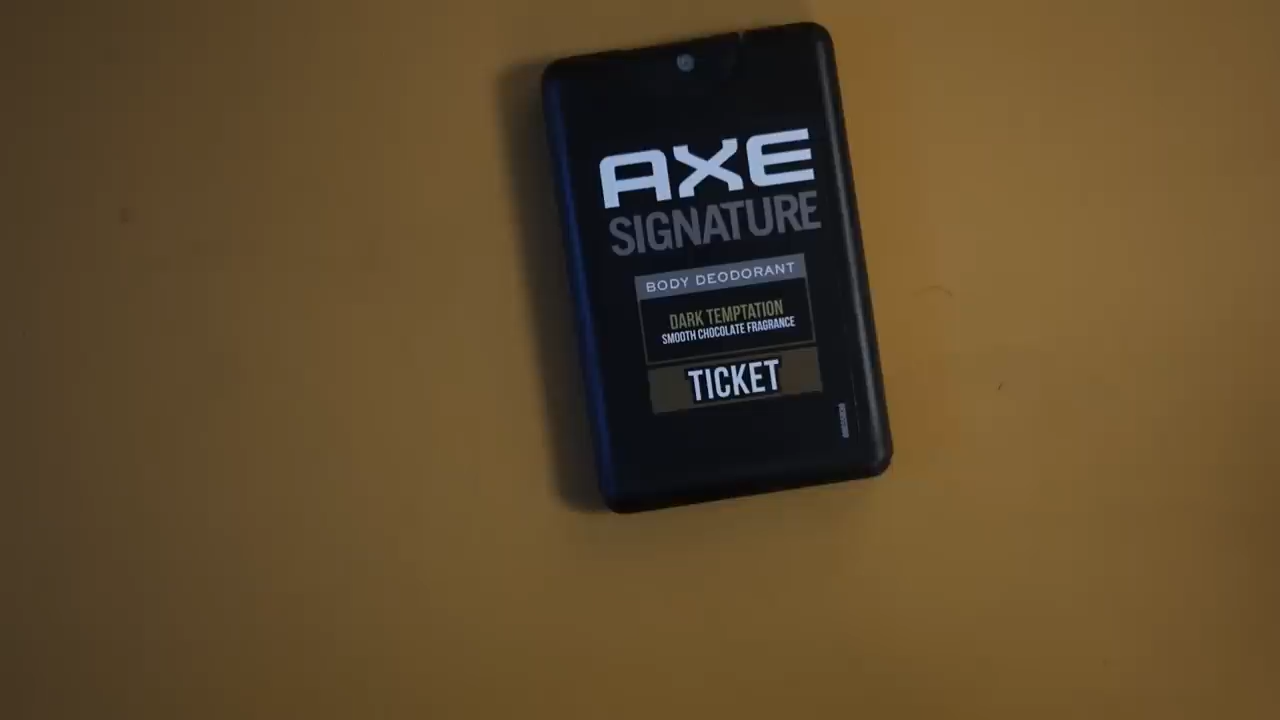 AXE
SIGNATURE
BODY DEODORANT
DARK TEMPTATION
SMOOTH CHOCOLATE FRAGRANCE
TICKET